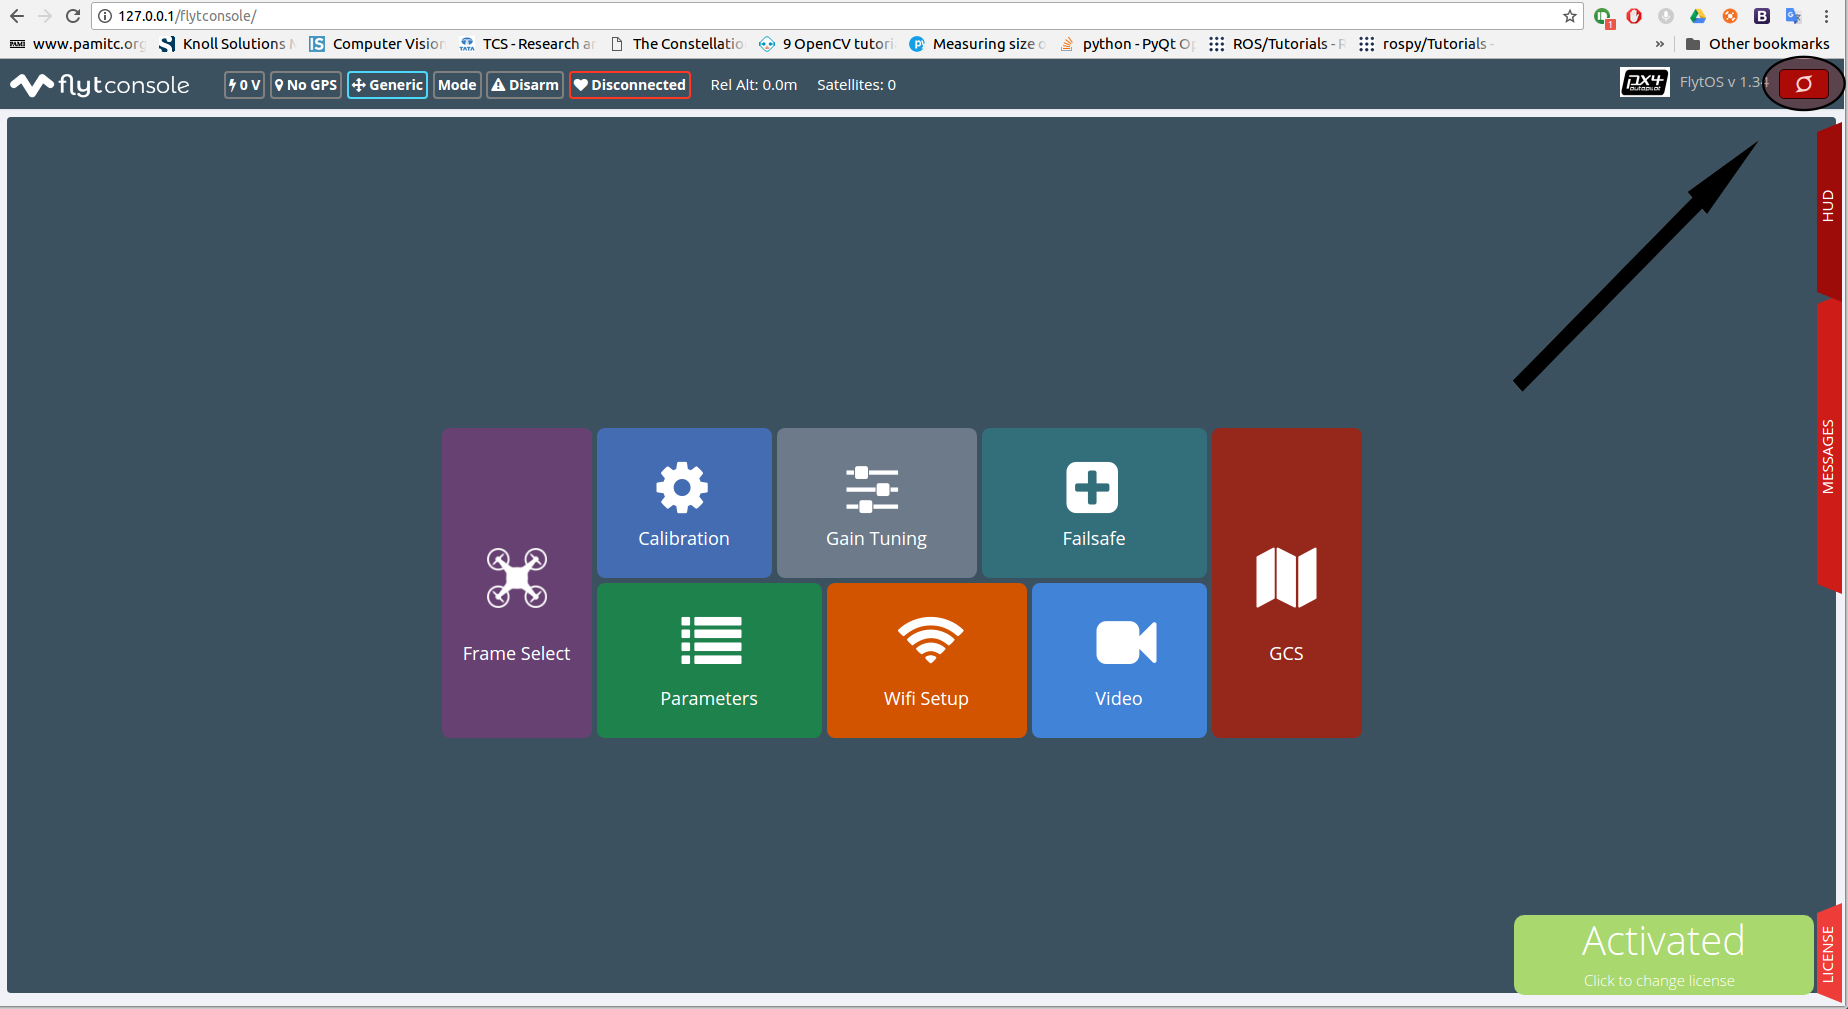 127.0.0.1/flytconsole/
www.pamitc.org
Knoll Solutions
Computer Vision
TCS - Research a
The Constellatio
9 OpenCV tutori
Measuring size o
python - PyQt Op
ROS/Tutorials - R
rospy/Tutorials -
»
Other bookmarks
flytconsole
0 V
No GPS
Generic
Mode
Disarm
Disconnected
Rel Alt: 0.0m
Satellites: 0
px4
autopilot
FlytOS v 1.34
HUD
MESSAGES
Calibration
Gain Tuning
Failsafe
Frame Select
GCS
Parameters
Wifi Setup
Video
Activated
Click to change license
LICENSE